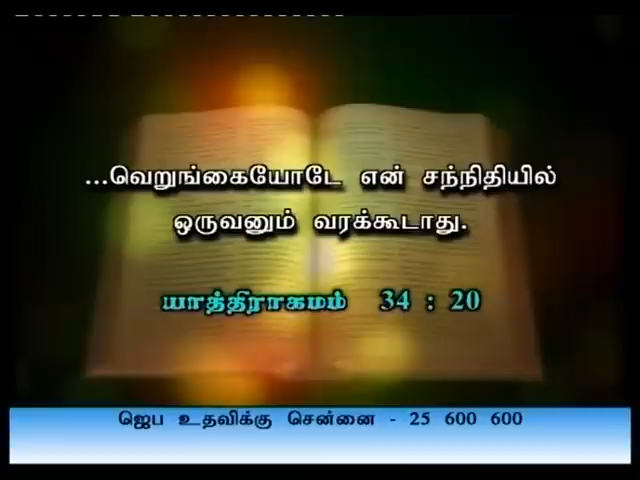 ...வெறுங்கையோடே என் சந்நிதியில்
ஒருவனும் வரக்கூடாது.
யாத்திராகமம் 34 : 20
ஜெப உதவிக்கு சென்னை - 25 600 600